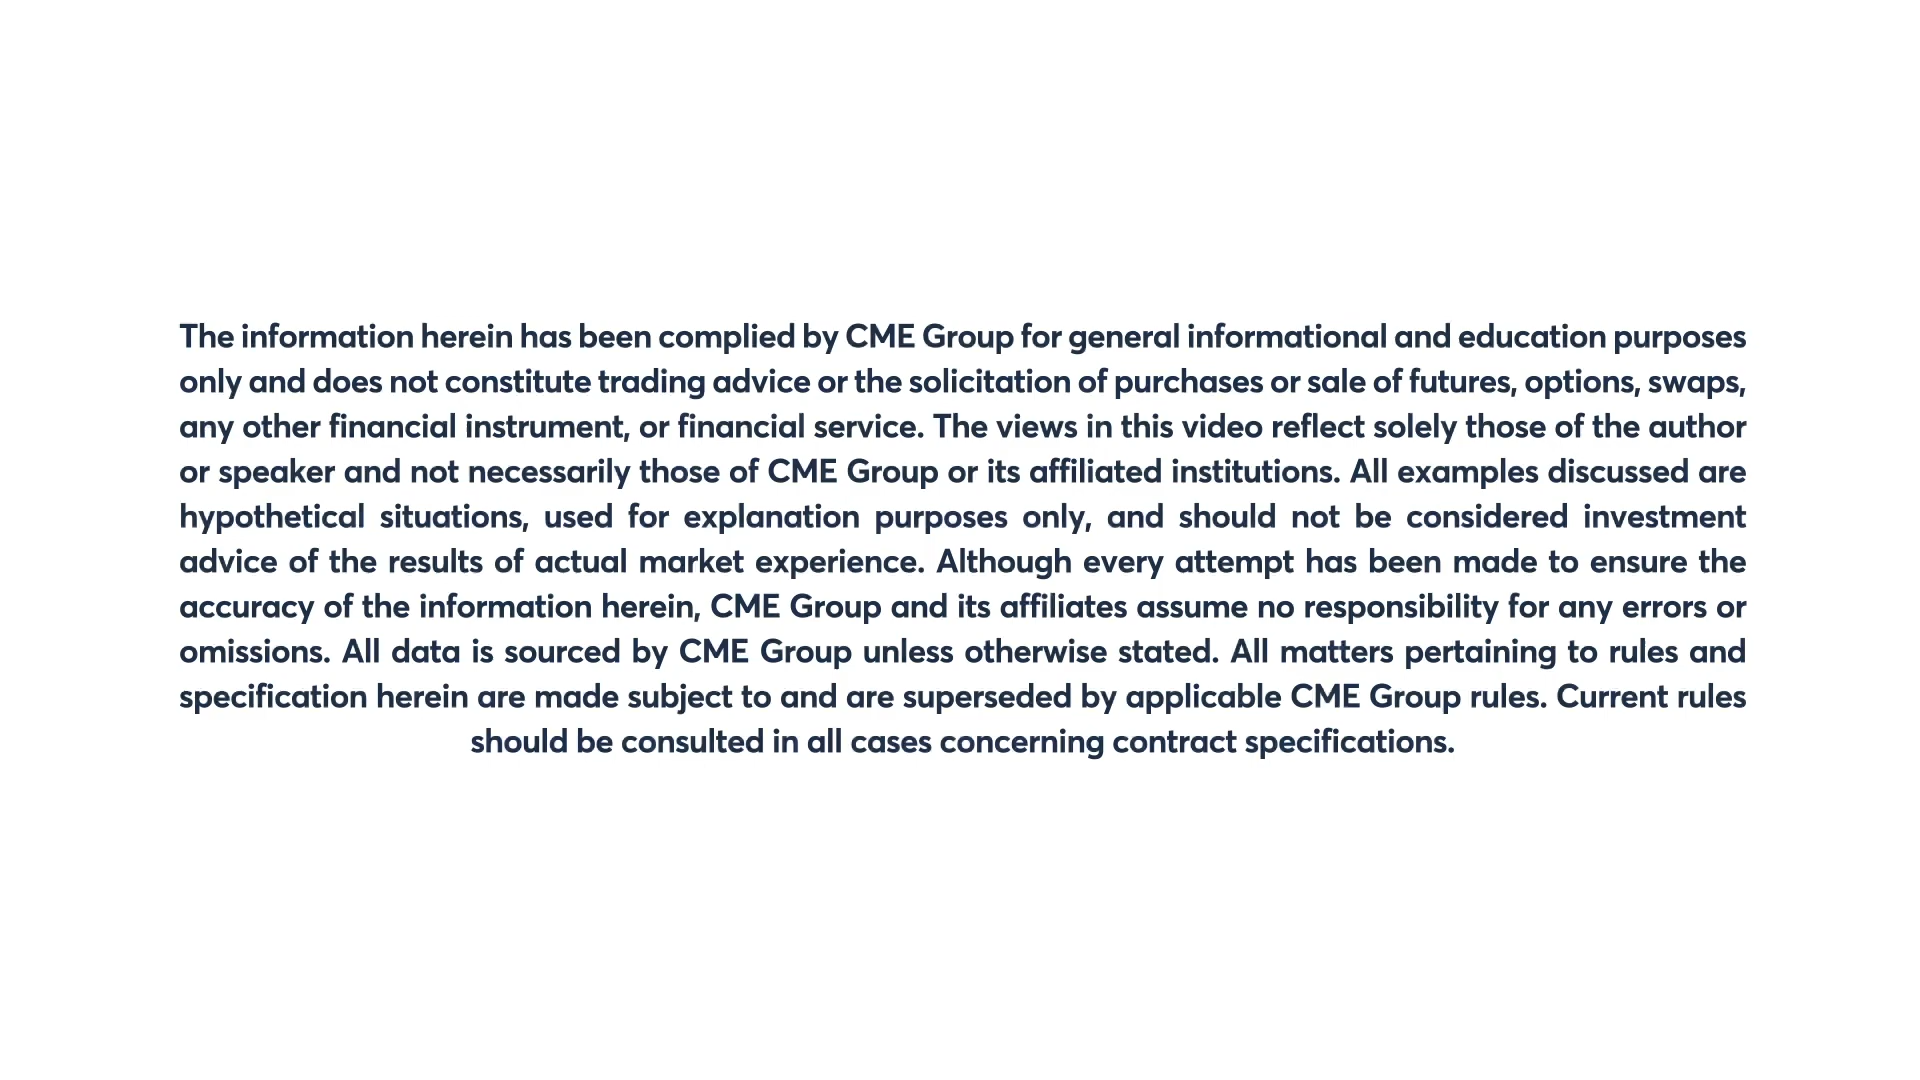 The information herein has been complied by CME Group for general informational and education purposes
only and does not constitute trading advice or the solicitation of purchases or sale of futures, options, swaps,
any other financial instrument, or financial service. The views in this video reflect solely those of the author
or speaker and not necessarily those of CME Group or its affiliated institutions. All examples discussed are
hypothetical situations, used for explanation purposes only, and should not be considered investment
advice of the results of actual market experience. Although every attempt has been made to ensure the
accuracy of the information herein, CME Group and its affiliates assume no responsibility for any errors or
omissions. All data is sourced by CME Group unless otherwise stated. All matters pertaining to rules and
specification herein are made subject to and are superseded by applicable CME Group rules. Current rules
should be consulted in all cases concerning contract specifications.